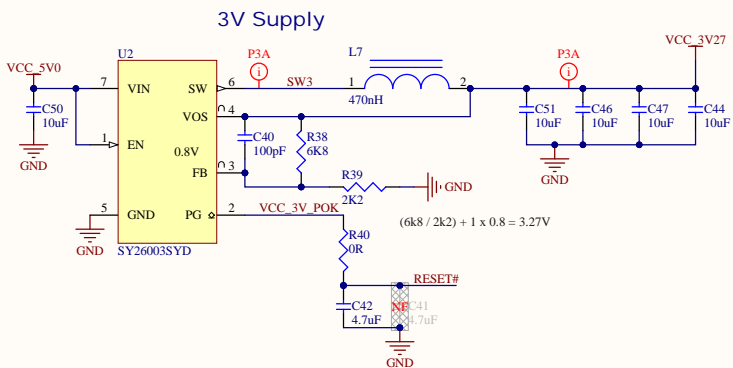 3V Supply
U2
P3A
i
L7
P3A
i
VCC_3V27
VCC_5V0
7
VIN
SW
6
SW3
1
2
470nH
C50
10uF
GND
1
EN
VOS
4
0.8V
FB
3
C40
100pF
R38
6K8
C51
10uF
C46
10uF
C47
10uF
C44
10uF
GND
R39
2K2
GND
5
GND
GND
PG
2
VCC_3V_POK
(6k8 / 2k2) + 1 x 0.8 = 3.27V
SY26003SYD
R40
0R
RESET#
C42
4.7uF
NF
C41
4.7uF
GND